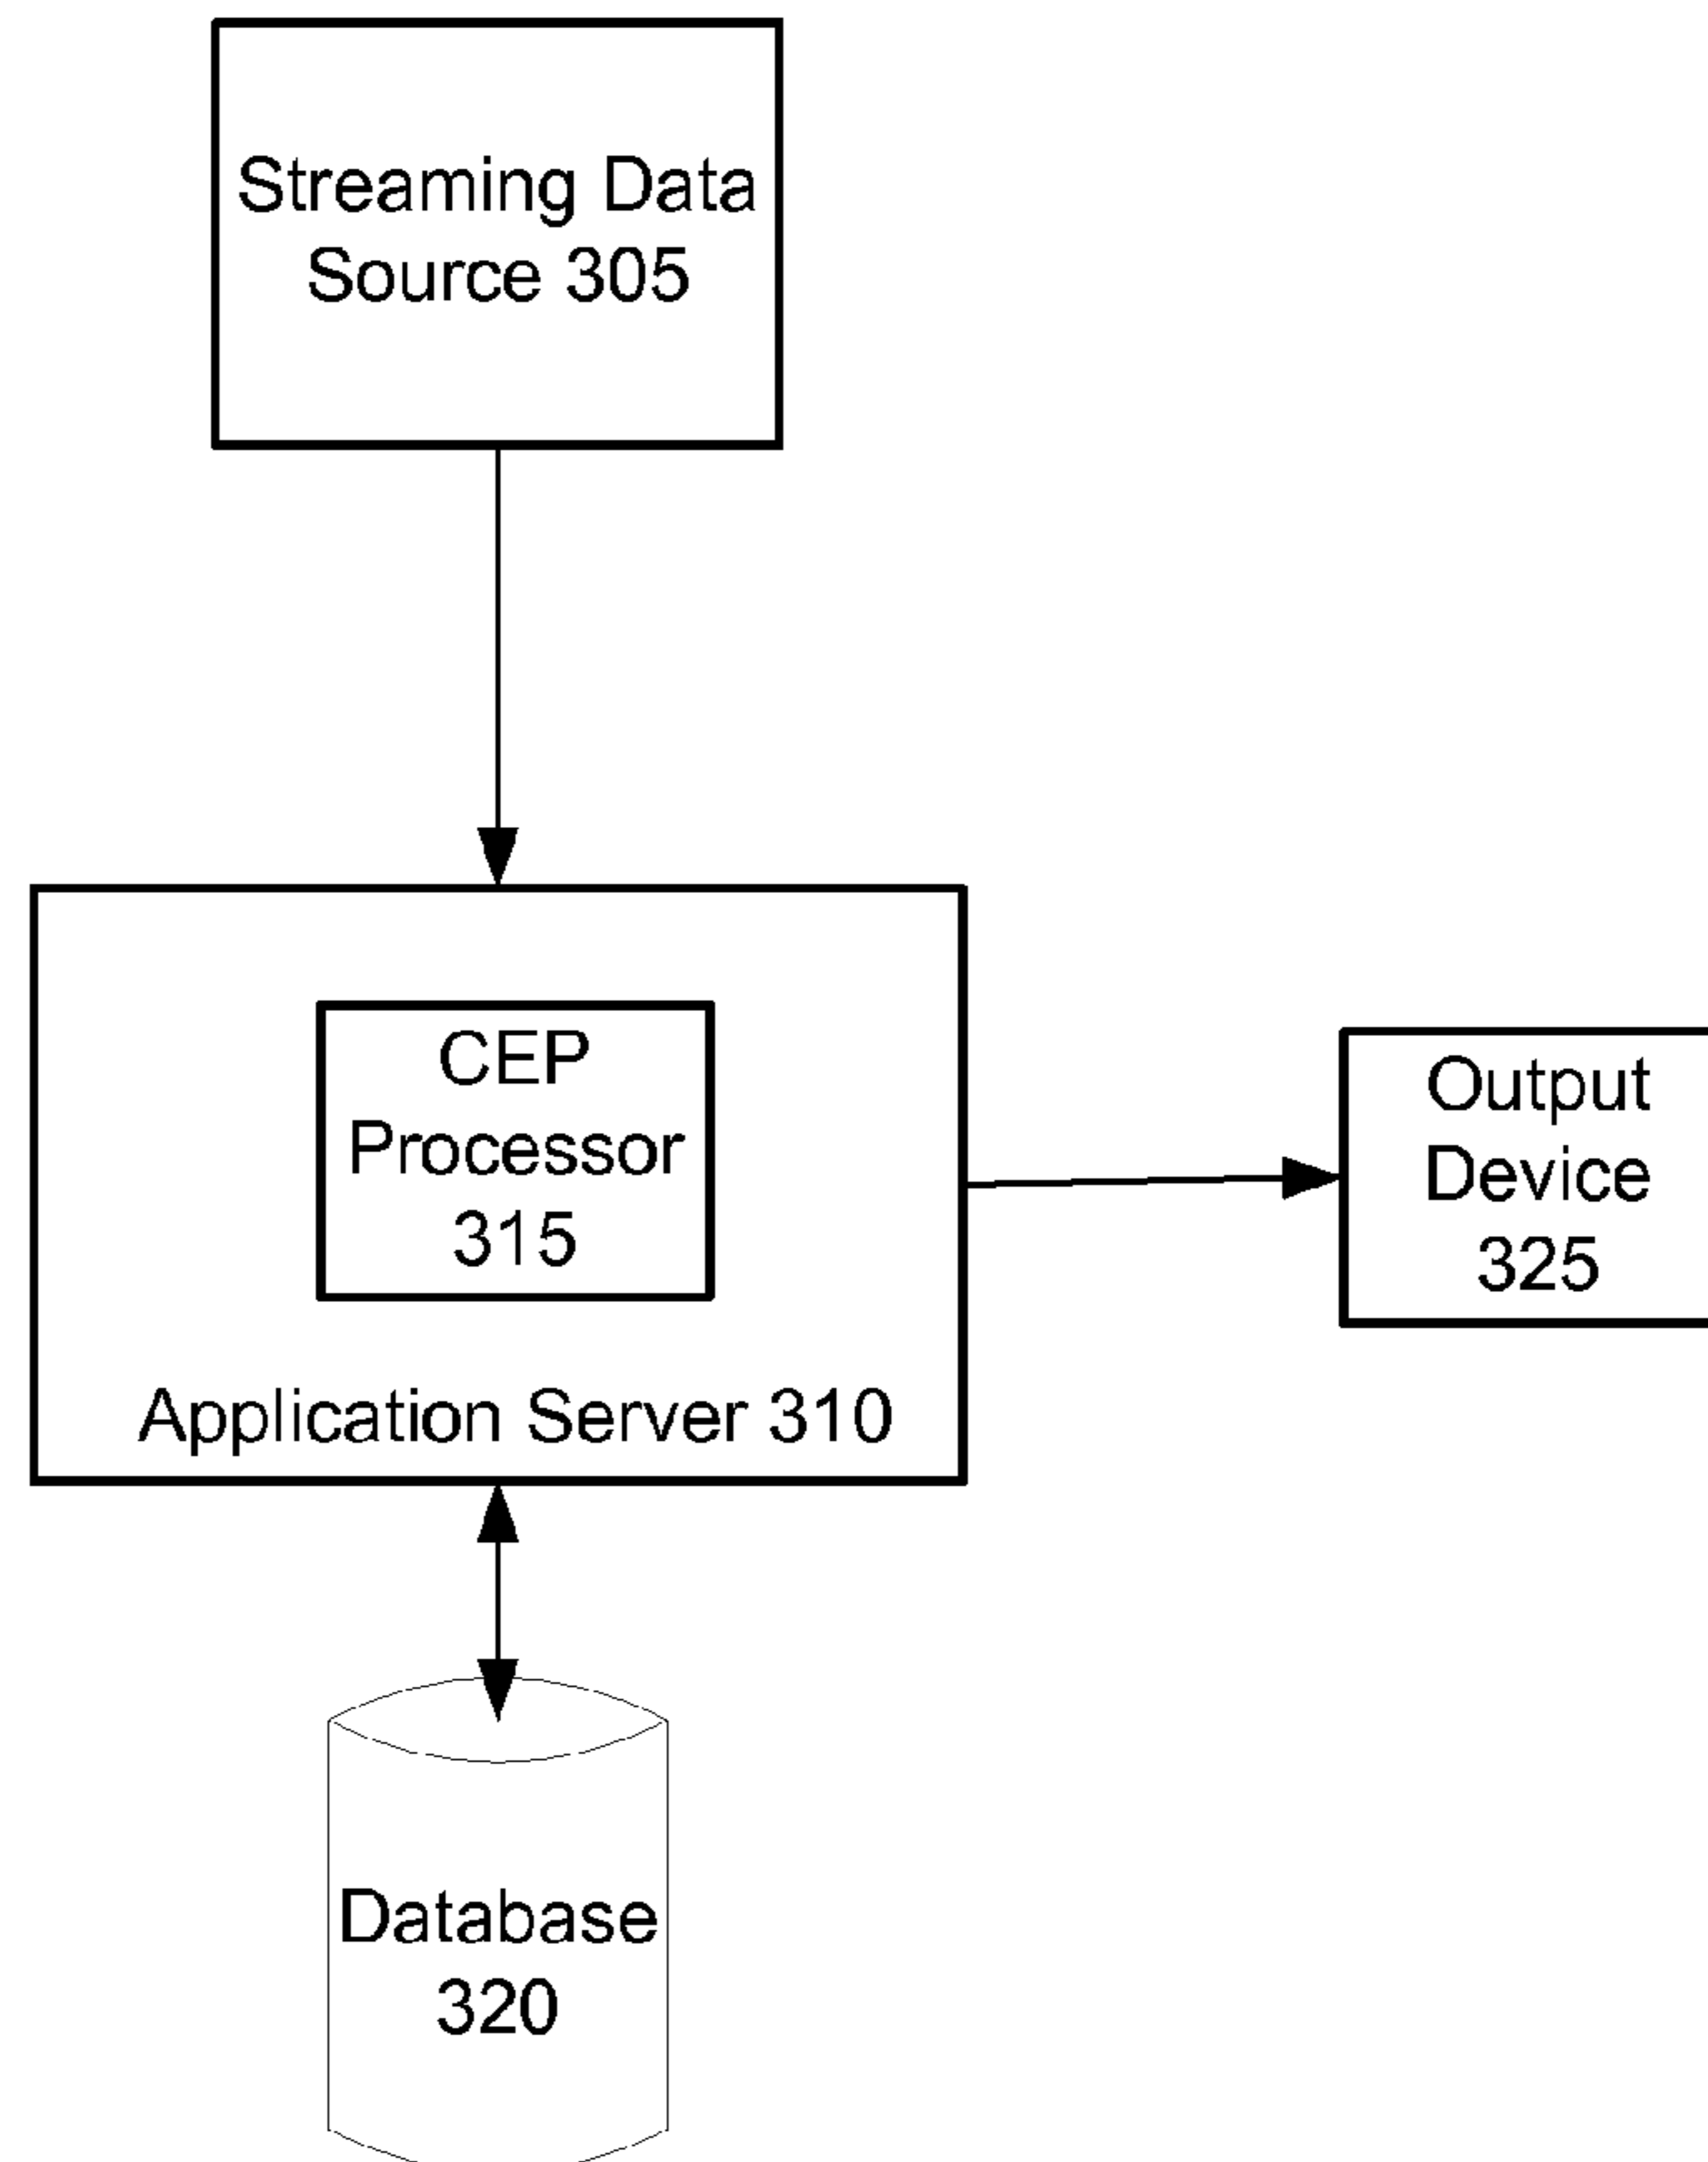 Streaming Data
Source 305
CEP
Processor
315
Application Server 310
Output
Device
325
Database
320